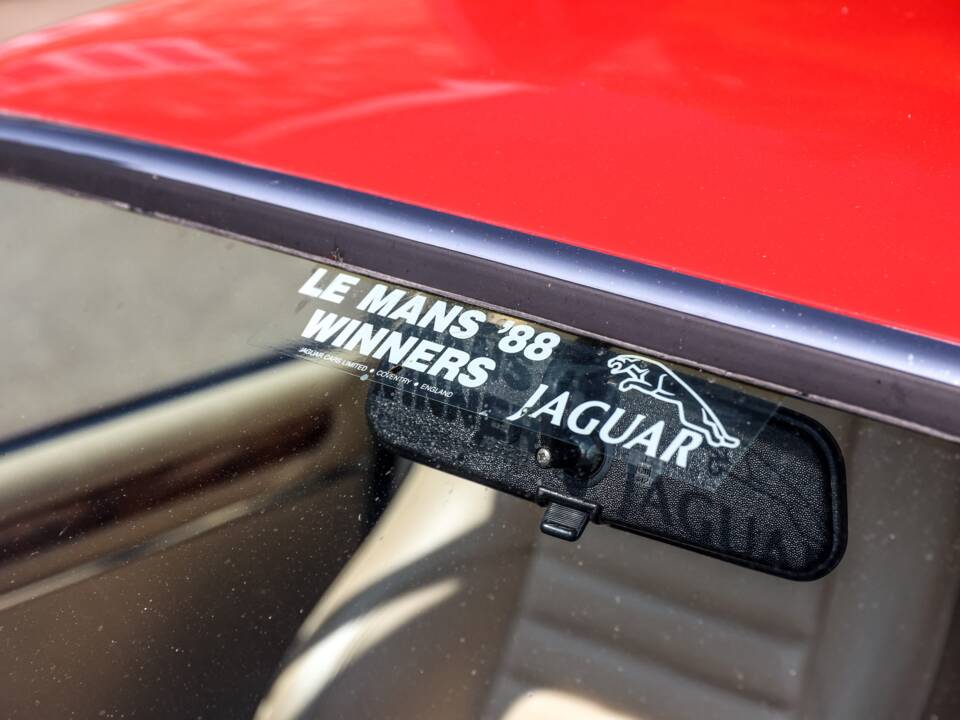 LE MANS '88
WINNERS
JAGUAR CARS LIMITED • COVENTRY • ENGLAND
JAGUAR